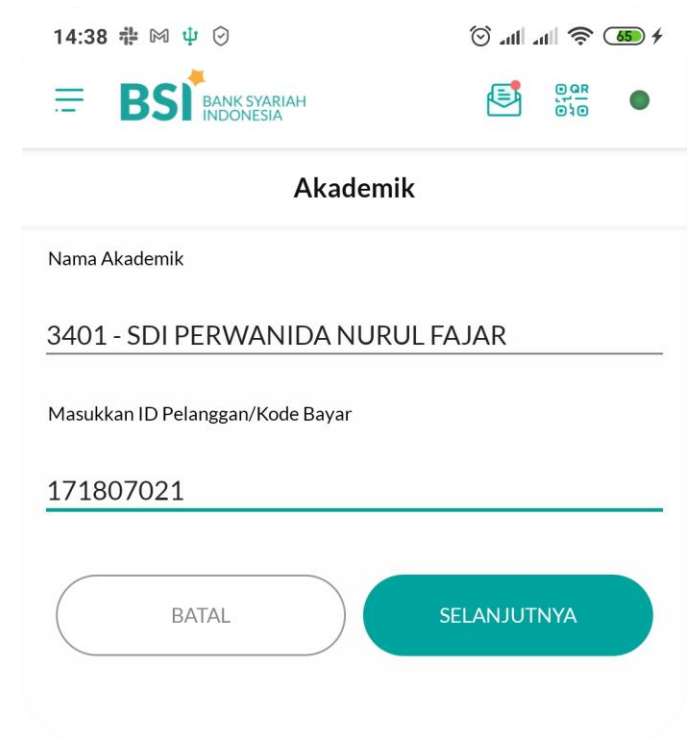 14:38
65
BSI BANK SYARIAH
INDONESIA
QR
Akademik
Nama Akademik
3401 - SDI PERWANIDA NURUL FAJAR
Masukkan ID Pelanggan/Kode Bayar
171807021
BATAL
SELANJUTNYA